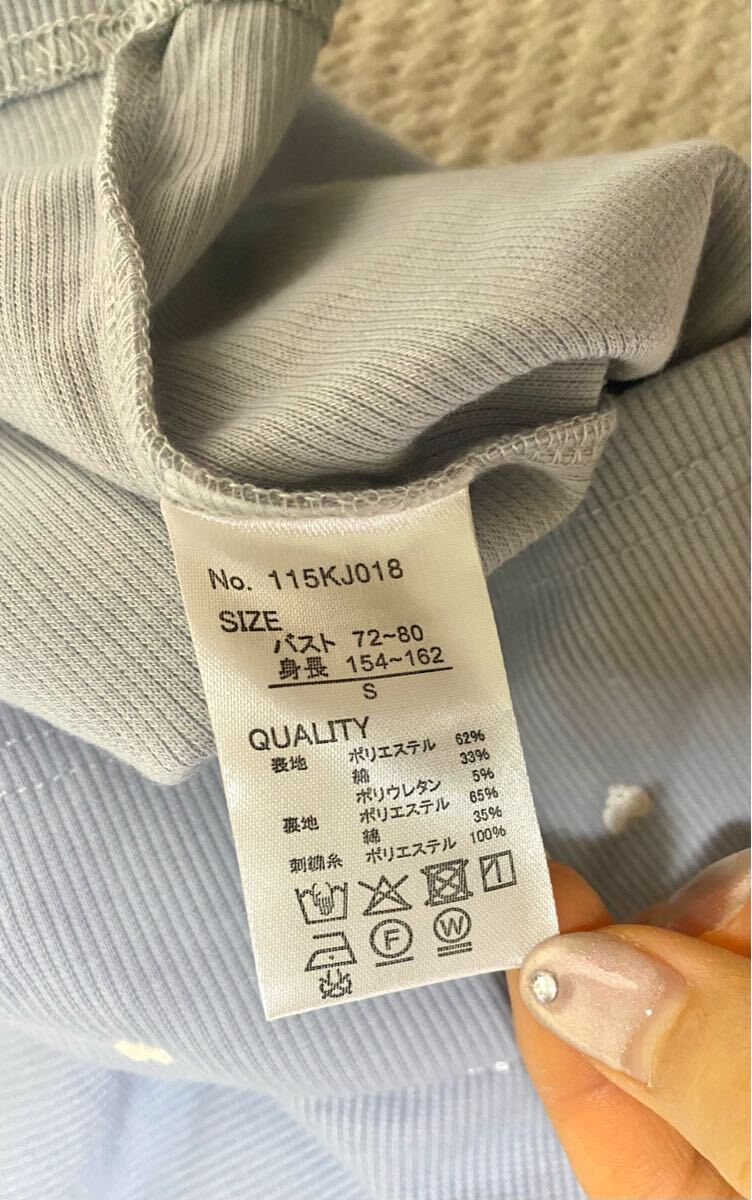 No. 115KJ018
SIZE
バスト 72~80
身長 154~162
S
QUALITY
表地 ポリエステル 62%
綿 33%
ポリウレタン 5%
裏地 ポリエステル 65%
綿 35%
刺繍糸 ポリエステル 100%
F
W